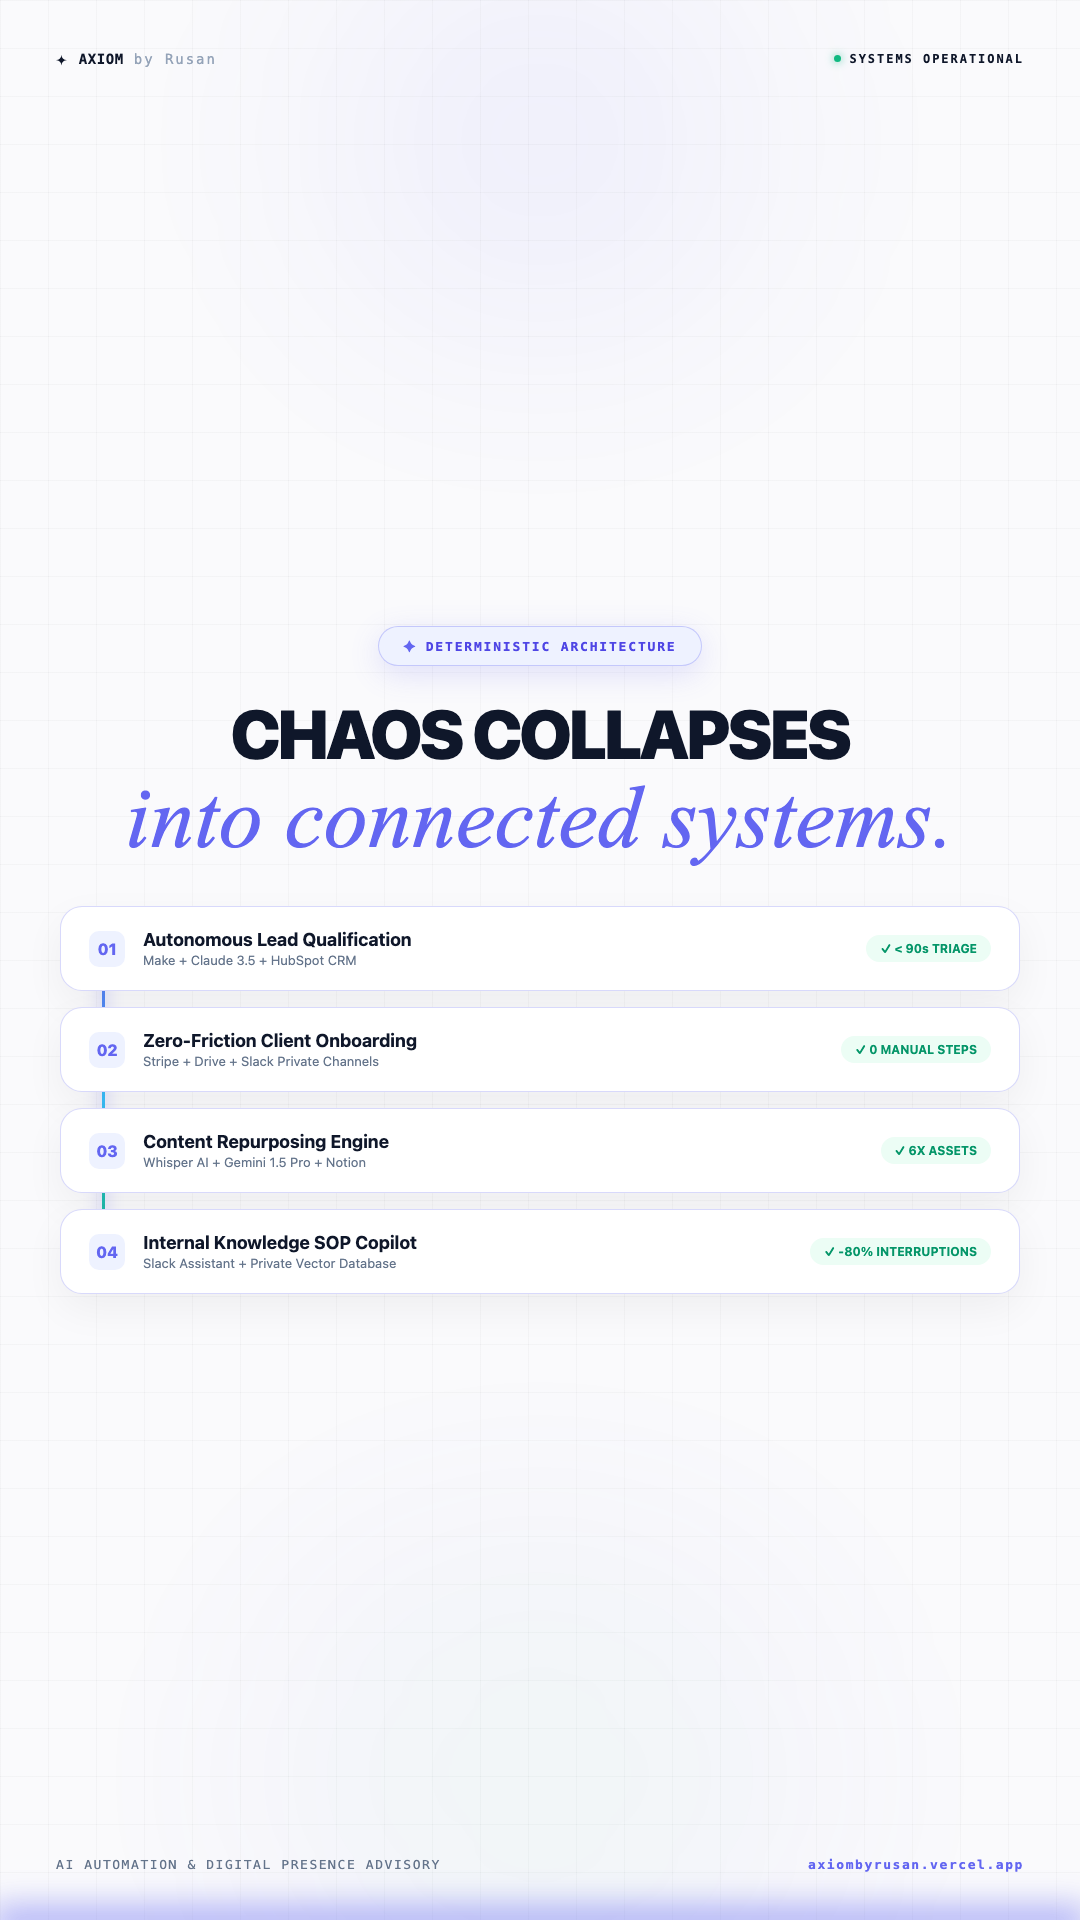 ✦ AXIOM by Rusan
SYSTEMS OPERATIONAL
✦ DETERMINISTIC ARCHITECTURE
CHAOS COLLAPSES
into connected systems.
01
Autonomous Lead Qualification
Make + Claude 3.5 + HubSpot CRM
✓ < 90s TRIAGE
02
Zero-Friction Client Onboarding
Stripe + Drive + Slack Private Channels
✓ 0 MANUAL STEPS
03
Content Repurposing Engine
Whisper AI + Gemini 1.5 Pro + Notion
✓ 6X ASSETS
04
Internal Knowledge SOP Copilot
Slack Assistant + Private Vector Database
✓ -80% INTERRUPTIONS
AI AUTOMATION & DIGITAL PRESENCE ADVISORY
axiombyrusan.vercel.app